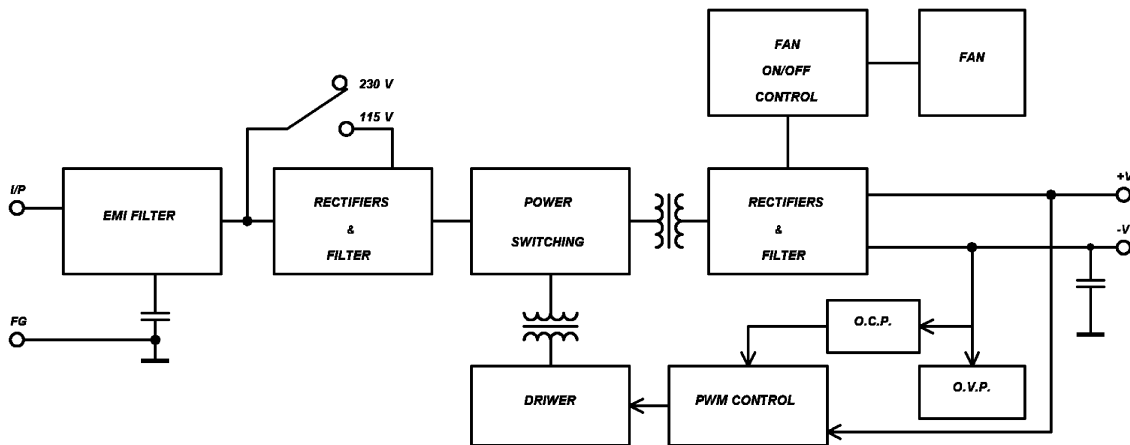 FAN
ON/OFF
CONTROL
FAN
230 V
115 V
I/P
EMI FILTER
RECTIFIERS
&
FILTER
POWER
SWITCHING
RECTIFIERS
&
FILTER
+V
-V
FG
O.C.P.
O.V.P.
DRIWER
PWM CONTROL